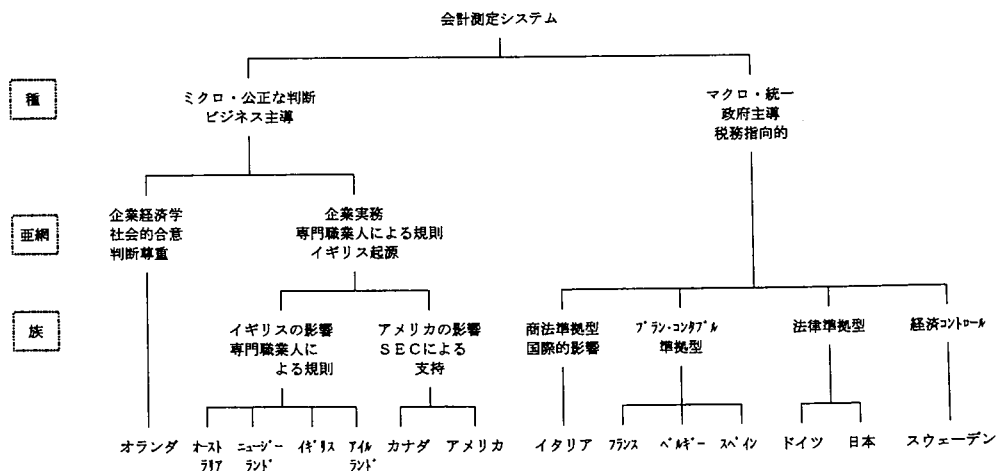 会計測定システム
種
ミクロ・公正な判断
ビジネス主導
マクロ・統一
政府主導
税務指向的
亜網
企業経済学
社会的合意
判断尊重
企業実務
専門職業人による規則
イギリス起源
族
イギリスの影響
専門職業人に
よる規則
アメリカの影響
SECによる
支持
商法準拠型
国際的影響
プラン・コンタブル
準拠型
法律準拠型
経済コントロール
オランダ
オースト
ラリア
ニュージー
ランド
イギリス
アイル
ランド
カナダ
アメリカ
イタリア
フランス
ベルギー
スペイン
ドイツ
日本
スウェーデン